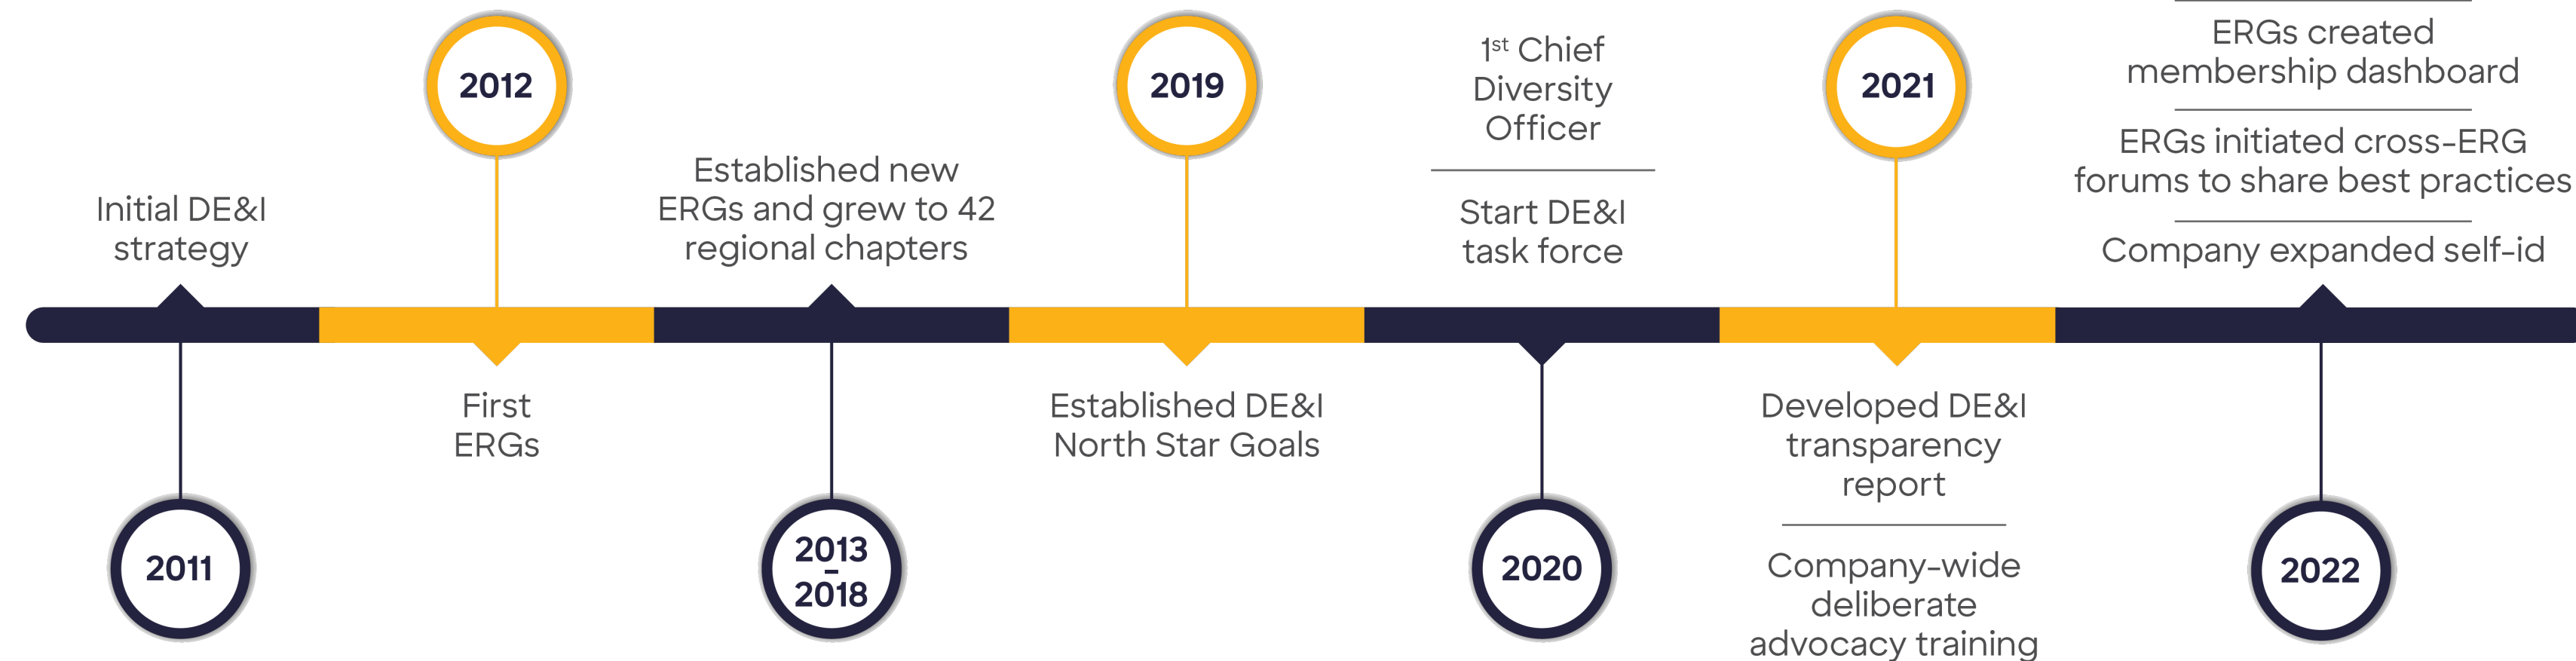 2011
Initial DE&I
strategy
2012
First
ERGs
2013
–
2018
Established new
ERGs and grew to 42
regional chapters
2019
Established DE&I
North Star Goals
2020
1st Chief
Diversity
Officer
Start DE&I
task force
2021
Developed DE&I
transparency
report
Company-wide
deliberate
advocacy training
2022
ERGs created
membership dashboard
ERGs initiated cross-ERG
forums to share best practices
Company expanded self-id